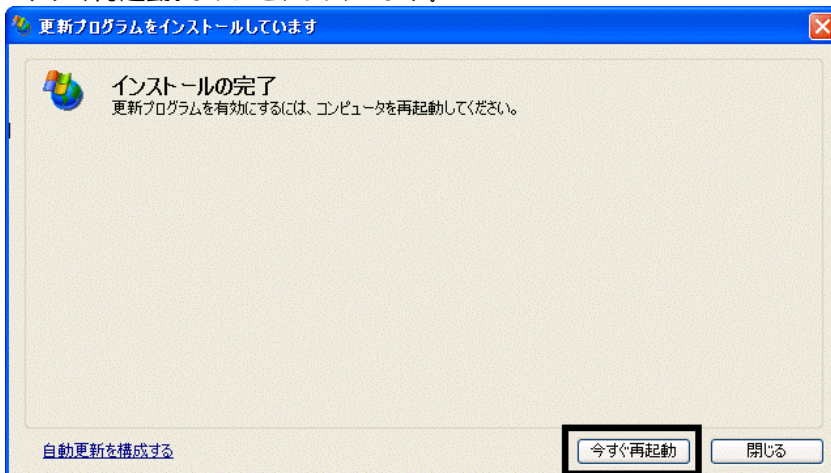 更新プログラムをインストールしています
インストールの完了
更新プログラムを有効にするには、コンピュータを再起動してください。
自動更新を構成する
今すぐ再起動
閉じる